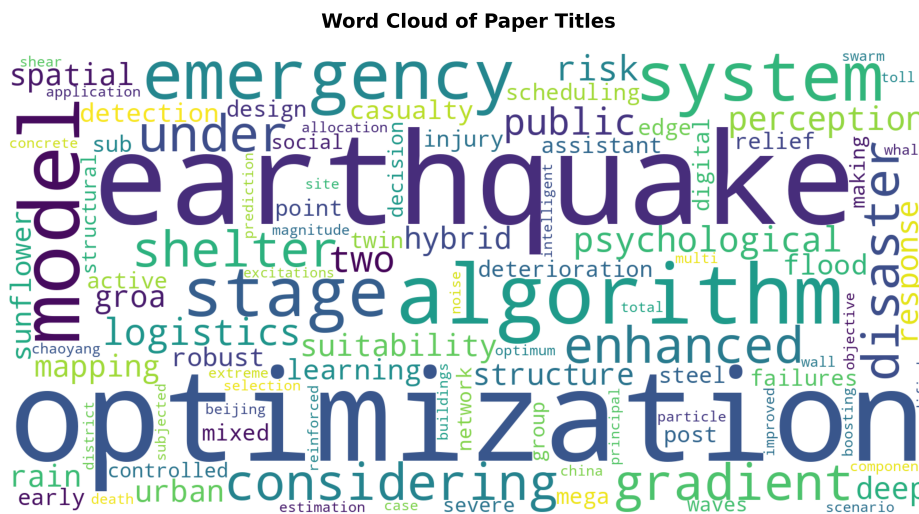 Word Cloud of Paper Titles
shear
spatial
application
emergency
risk
system
swarm
toll
scheduling
detection
design
casualty
public
edge
perception
concrete
model
sub
under
social
allocation
decision
injury
assistant
digital
relief
making
whal
structural
earthquake
prediction
site
intelligent
disaster
response
point
magnitude
sunflower
shelter
two
twin
hybrid
psychological
multi
flood
active
excitations
deterioration
groa
stage
noise
algorithm
total
objective
logistics
chaoyang
suitability
optimum
enhanced
wall
mapping
robust
extreme
selection
learning
structure
steel
failures
optimization
district
subjected
beijing
mixed
reinforced
buildings
network
group
principal
particle
post
improved
boosting
rain
controlled
considering
china
gradient
component
deep
early
death
urban
estimation
case
severe
mega
waves
scenario